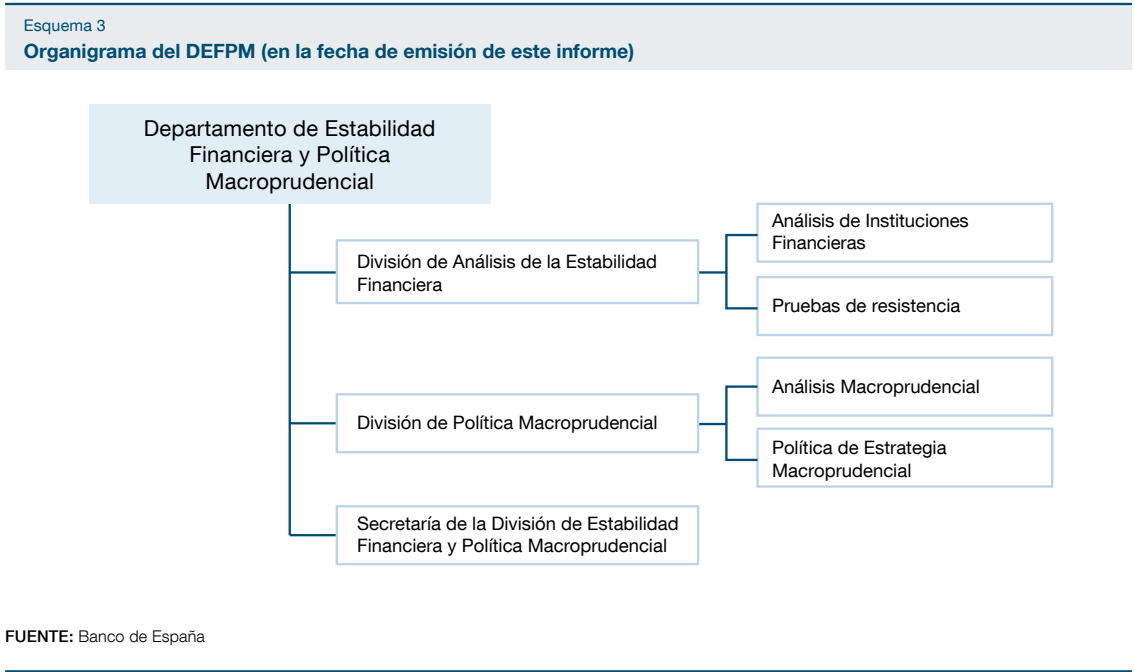 Esquema 3
Organigrama del DEFPM (en la fecha de emisión de este informe)
Departamento de Estabilidad
Financiera y Política
Macroprudencial
División de Análisis de la Estabilidad
Financiera
Análisis de Instituciones
Financieras
Pruebas de resistencia
División de Política Macroprudencial
Análisis Macroprudencial
Política de Estrategia
Macroprudencial
Secretaría de la División de Estabilidad
Financiera y Política Macroprudencial
FUENTE: Banco de España